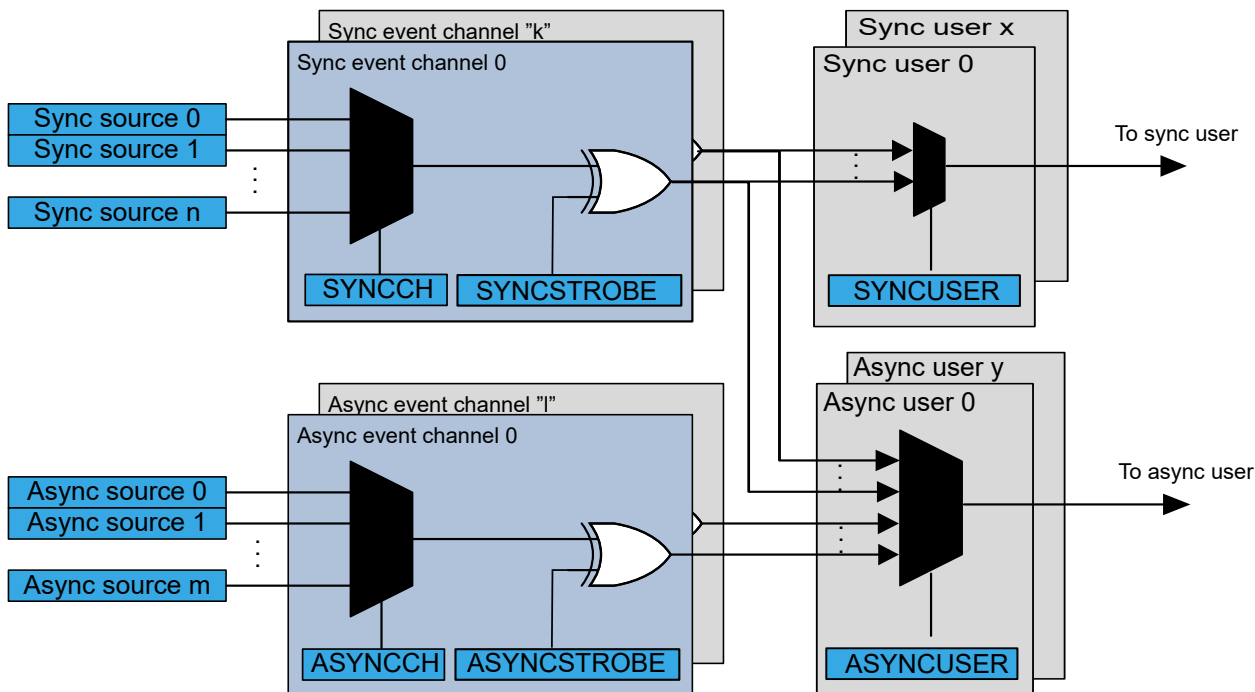 Sync event channel "k"
Sync event channel 0
Sync source 0
Sync source 1
Sync source n
SYNCCH
SYNCSTROBE
Sync user x
Sync user 0
SYNCUSER
To sync user
Async event channel "l"
Async event channel 0
Async source 0
Async source 1
Async source m
ASYNCCH
ASYNCSTROBE
Async user y
Async user 0
ASYNCUSER
To async user